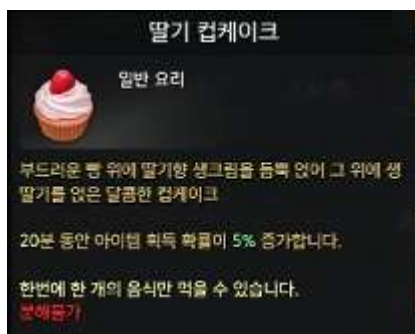 딸기 컵케이크
일반 요리
부드러운 빵 위에 딸기향 생크림을 듬뿍 얹어 그 위에 생
딸기를 얹은 달콤한 컵케이크
20분 동안 아이템 획득 확률이 5% 증가합니다.
한번에 한 개의 음식만 먹을 수 있습니다.
분해불가